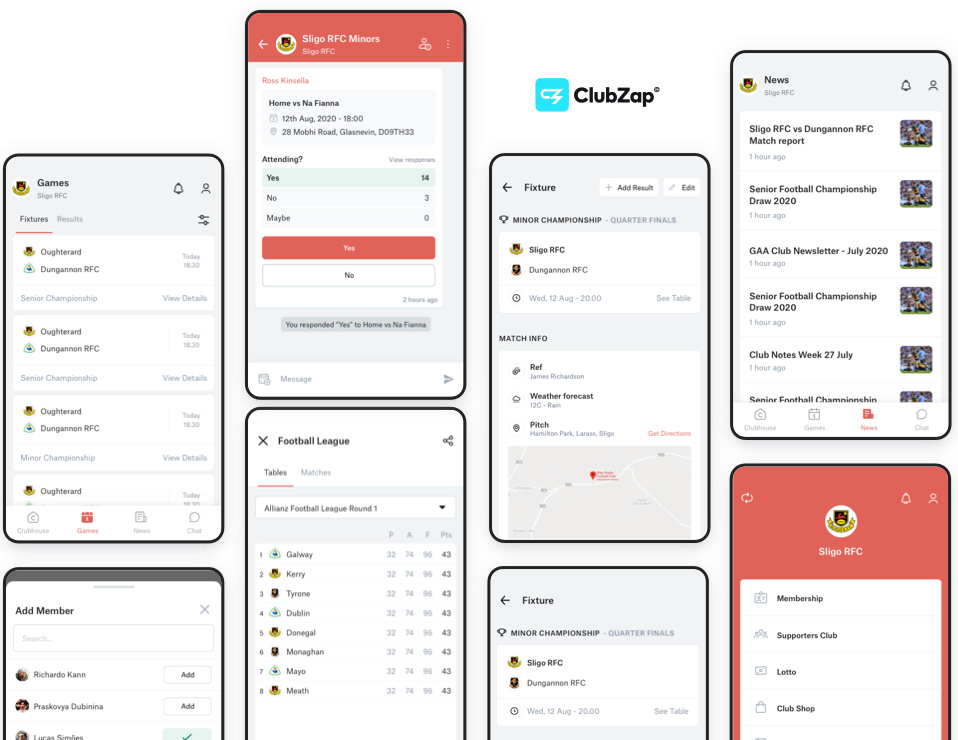 Games
Sligo RFC
Fixtures Results
Oughterard
Dungannon RFC
Today
18.30
Senior Championship View Details
Oughterard
Dungannon RFC
Today
18.30
Senior Championship View Details
Oughterard
Dungannon RFC
Today
18.30
Minor Championship View Details
Oughterard
Today
Clubhouse Games News Chat
Add Member
Search...
Richardo Kann Add
Praskovya Dubinina Add
Lucas Simões
Sligo RFC Minors
Sligo RFC
Ross Kinsella
Home vs Na Fianna
12th Aug, 2020 - 18:00
28 Mobhi Road, Glasnevin, D09TH33
Attending? View responses
Yes 14
No 3
Maybe 0
Yes
No
2 hours ago
You responded "Yes" to Home vs Na Fianna
Message
Football League
Tables Matches
Allianz Football League Round 1
P A F Pts
1 Galway 32 74 96 43
2 Kerry 32 74 96 43
3 Tyrone 32 74 96 43
4 Dublin 32 74 96 43
5 Donegal 32 74 96 43
6 Monaghan 32 74 96 43
7 Mayo 32 74 96 43
8 Meath 32 74 96 43
ClubZap©
Fixture + Add Result Edit
MINOR CHAMPIONSHIP - QUARTER FINALS
Sligo RFC
Dungannon RFC
Wed, 12 Aug - 20.00 See Table
MATCH INFO
Ref
James Richardson
Weather forecast
12C - Rain
Pitch
Hamilton Park, Larass, Sligo Get Directions
Fixture
MINOR CHAMPIONSHIP - QUARTER FINALS
Sligo RFC
Dungannon RFC
Wed, 12 Aug - 20.00 See Table
News
Sligo RFC
Sligo RFC vs Dungannon RFC
Match report
1 hour ago
Senior Football Championship
Draw 2020
1 hour ago
GAA Club Newsletter - July 2020
1 hour ago
Senior Football Championship
Draw 2020
1 hour ago
Club Notes Week 27 July
1 hour ago
Senior Football Championship
Clubhouse Games News Chat
Sligo RFC
Membership
Supporters Club
Lotto
Club Shop